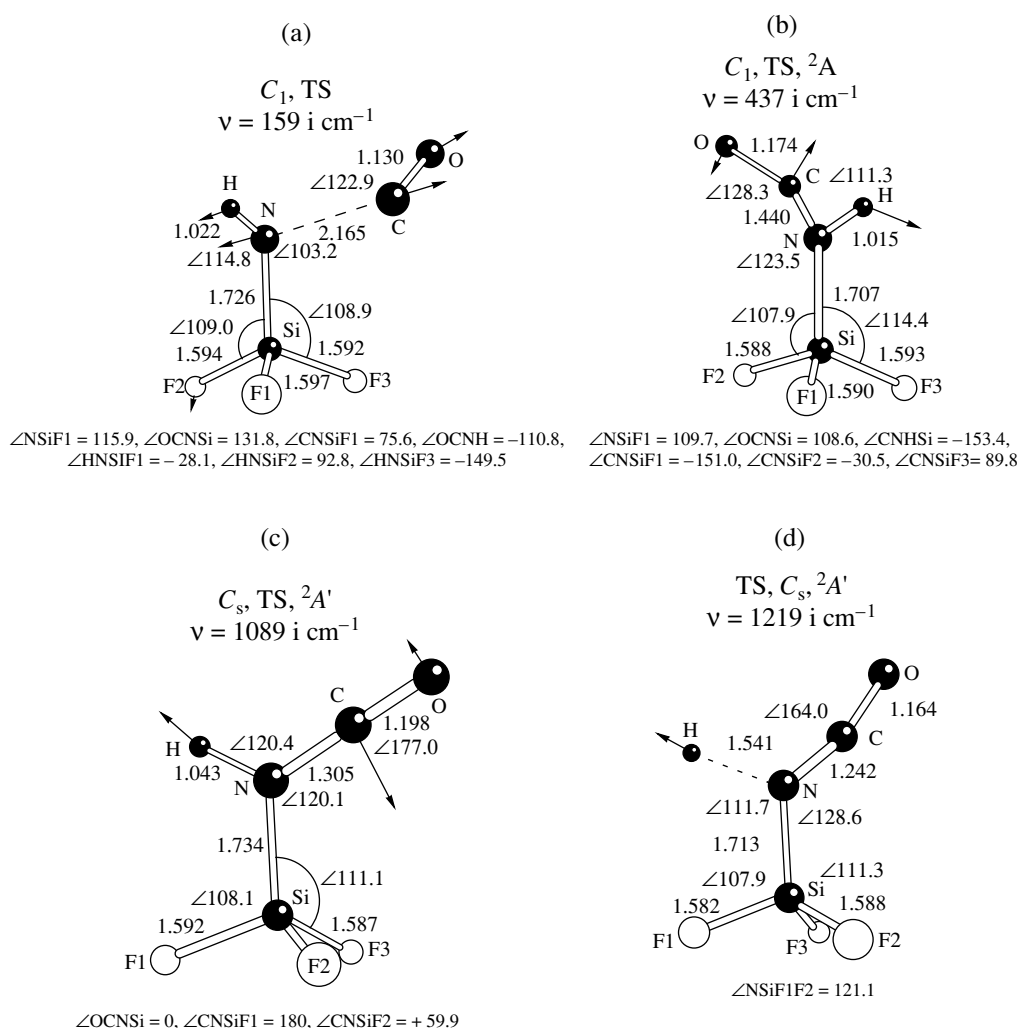 (a)
C₁, TS
ν = 159 i cm⁻¹
1.130
O
∠122.9
H
N
C
1.022
2.165
∠114.8
∠103.2
1.726
∠108.9
∠109.0
Si
1.594
1.592
F2
F1
1.597
F3
∠NSiF1 = 115.9, ∠OCNSi = 131.8, ∠CNSiF1 = 75.6, ∠OCNH = −110.8,
∠HNSIF1 = − 28.1, ∠HNSiF2 = 92.8, ∠HNSiF3 = −149.5
(b)
C₁, TS, ²A
ν = 437 i cm⁻¹
O
1.174
C
∠111.3
∠128.3
H
1.440
N
1.015
∠123.5
1.707
∠107.9
∠114.4
Si
1.588
1.593
F2
F1
1.590
F3
∠NSiF1 = 109.7, ∠OCNSi = 108.6, ∠CNHSi = −153.4,
∠CNSiF1 = −151.0, ∠CNSiF2 = −30.5, ∠CNSiF3= 89.8
(c)
Cₛ, TS, ²A'
ν = 1089 i cm⁻¹
C
O
1.198
H
∠120.4
∠177.0
1.043
1.305
N
∠120.1
1.734
∠111.1
∠108.1
Si
1.592
1.587
F1
F2
F3
∠OCNSi = 0, ∠CNSiF1 = 180, ∠CNSiF2 = + 59.9
(d)
TS, Cₛ, ²A'
ν = 1219 i cm⁻¹
O
∠164.0
1.164
H
1.541
C
1.242
N
∠111.7
∠128.6
1.713
∠111.3
∠107.9
Si
1.582
1.588
F1
F3
F2
∠NSiF1F2 = 121.1